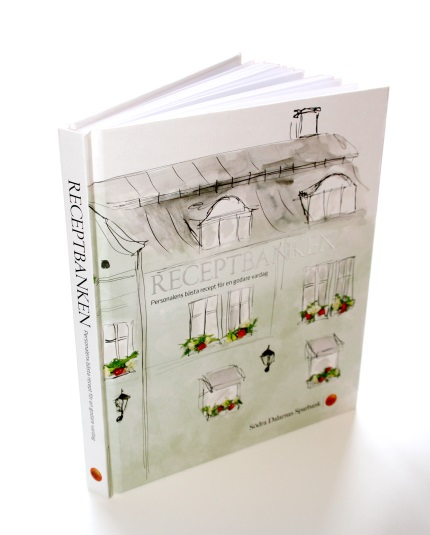 RECEPTBANKEN
Personalens bästa recept för en godare vardag
RECEPTBANKEN
Personalens bästa recept för en godare vardag
Södra Dalarnas Sparbank